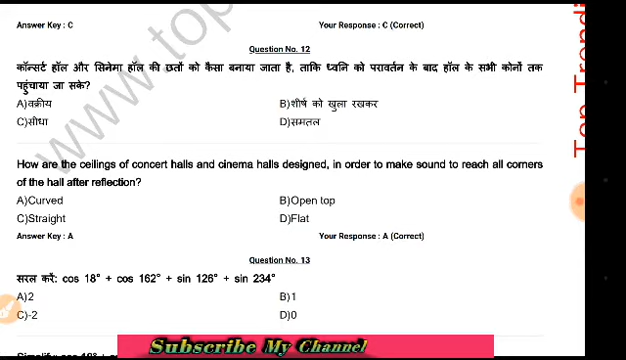 Answer Key : C Your Response : C (Correct)
Question No. 12
कॉन्सर्ट हॉल और सिनेमा हॉल की छतों को कैसा बनाया जाता है, ताकि ध्वनि को परावर्तन के बाद हॉल के सभी कोनों तक
पहुंचाया जा सके?
A)वक्रीय B)शीर्ष को खुला रखकर
C)सीधा D)समतल
How are the ceilings of concert halls and cinema halls designed, in order to make sound to reach all corners
of the hall after reflection?
A)Curved B)Open top
C)Straight D)Flat
Answer Key : A Your Response : A (Correct)
Question No. 13
सरल करें: cos 18° + cos 162° + sin 126° + sin 234°
A)2 B)1
C)-2 D)0
Subscribe My Channel
www.top
Top Trend